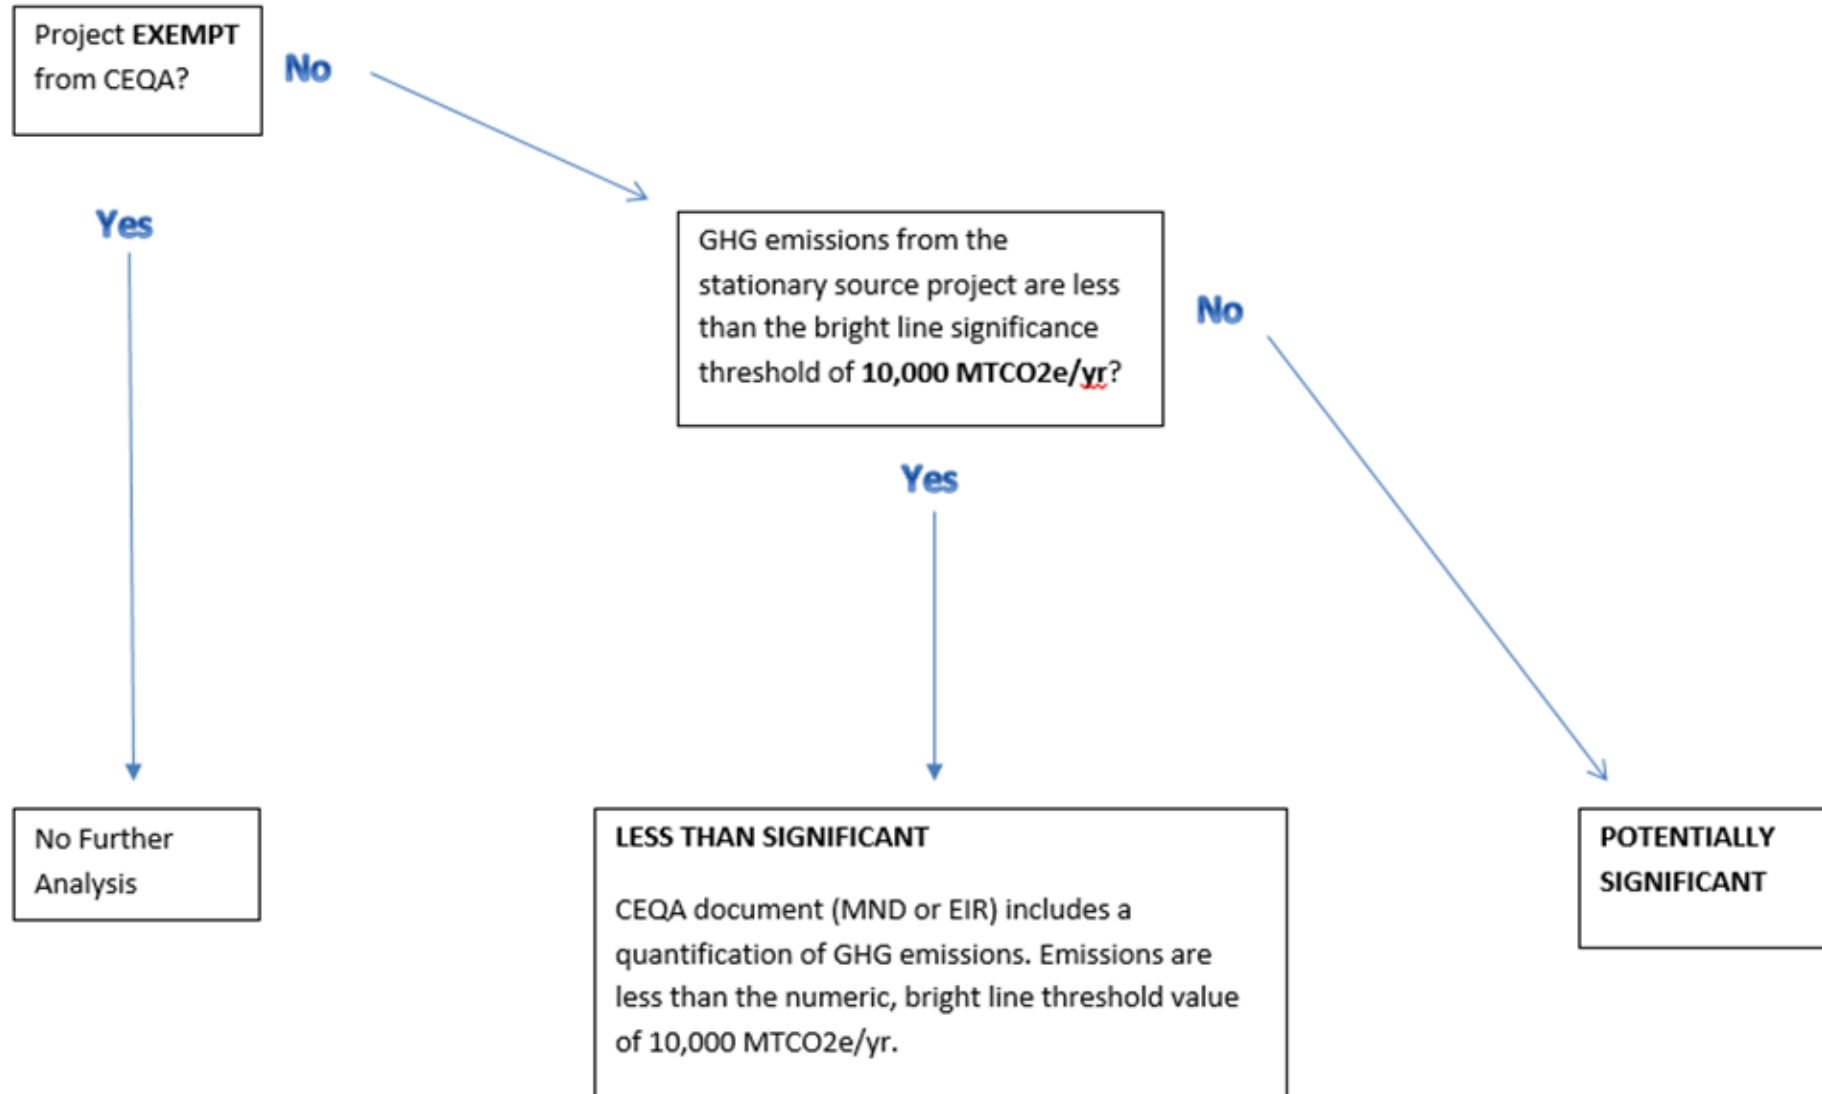 Project EXEMPT
from CEQA?
No
Yes
GHG emissions from the
stationary source project are less
than the bright line significance
threshold of 10,000 MTCO2e/yr?
No
Yes
No Further
Analysis
LESS THAN SIGNIFICANT
CEQA document (MND or EIR) includes a
quantification of GHG emissions. Emissions are
less than the numeric, bright line threshold value
of 10,000 MTCO2e/yr.
POTENTIALLY
SIGNIFICANT